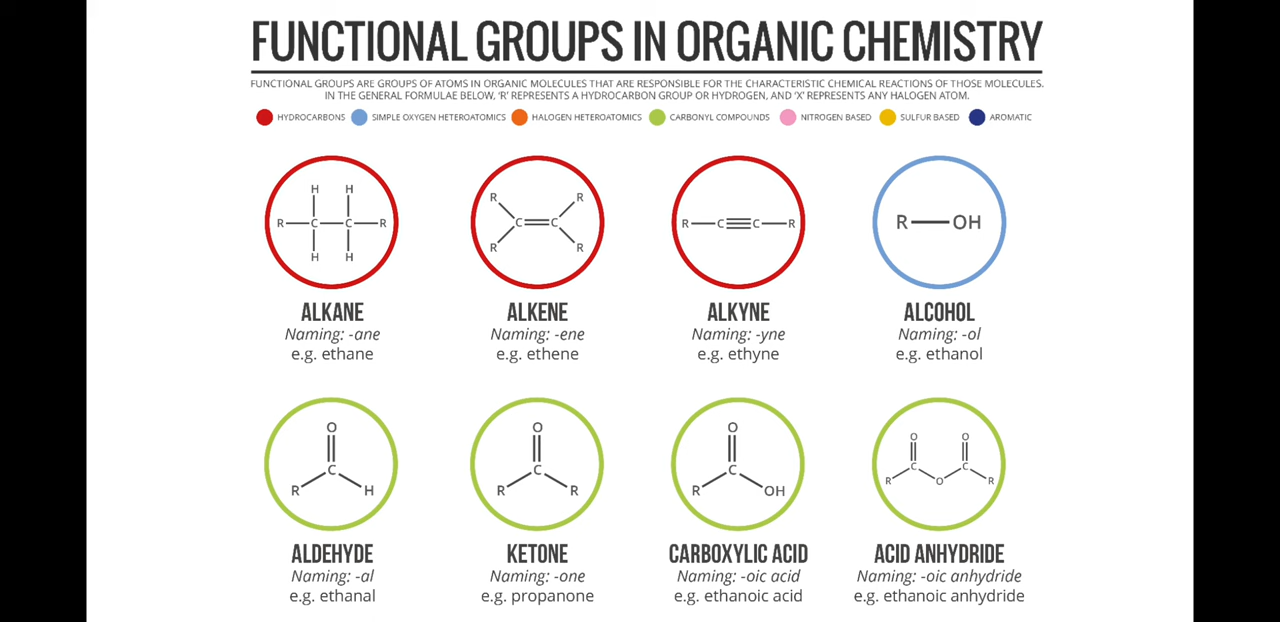 FUNCTIONAL GROUPS IN ORGANIC CHEMISTRY
FUNCTIONAL GROUPS ARE GROUPS OF ATOMS IN ORGANIC MOLECULES THAT ARE RESPONSIBLE FOR THE CHARACTERISTIC CHEMICAL REACTIONS OF THOSE MOLECULES.
IN THE GENERAL FORMULAE BELOW, 'R' REPRESENTS A HYDROCARBON GROUP OR HYDROGEN, AND 'X' REPRESENTS ANY HALOGEN ATOM.
HYDROCARBONS SIMPLE OXYGEN HETEROATOMICS HALOGEN HETEROATOMICS CARBONYL COMPOUNDS NITROGEN BASED SULFUR BASED AROMATIC
H H R R
R C C R C C R C C R R OH
H H R R
ALKANE ALKENE ALKYNE ALCOHOL
Naming: -ane Naming: -ene Naming: -yne Naming: -ol
e.g. ethane e.g. ethene e.g. ethyne e.g. ethanol
O O O O O
C C C C C
R H R R R OH R O R
ALDEHYDE KETONE CARBOXYLIC ACID ACID ANHYDRIDE
Naming: -al Naming: -one Naming: -oic acid Naming: -oic anhydride
e.g. ethanal e.g. propanone e.g. ethanoic acid e.g. ethanoic anhydride